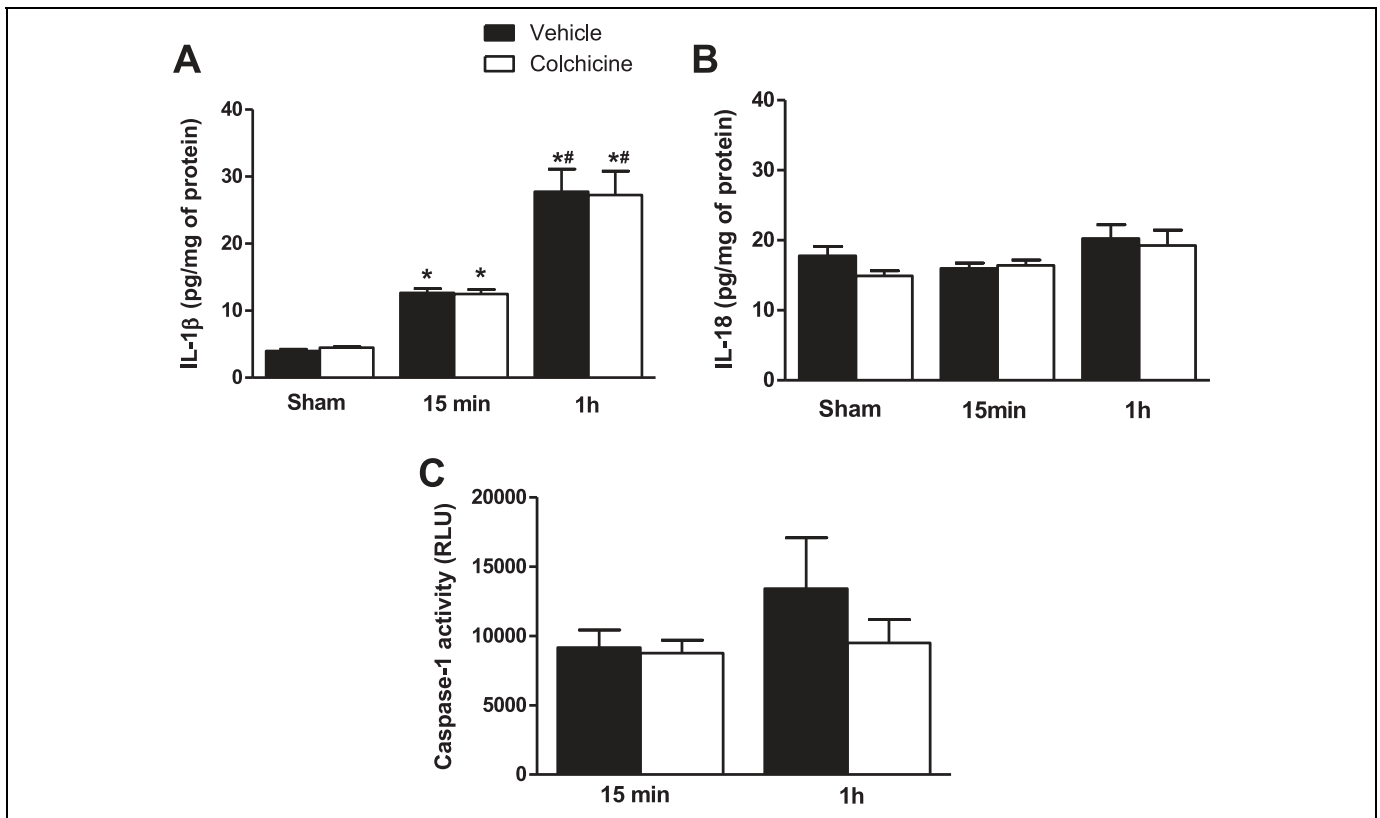 Vehicle
Colchicine
A
IL-1β (pg/mg of protein)
40
30
20
10
0
*
*
*#
*#
Sham
15 min
1h
B
IL-18 (pg/mg of protein)
40
30
20
10
0
Sham
15min
1h
C
Caspase-1 activity (RLU)
20000
15000
10000
5000
0
15 min
1h